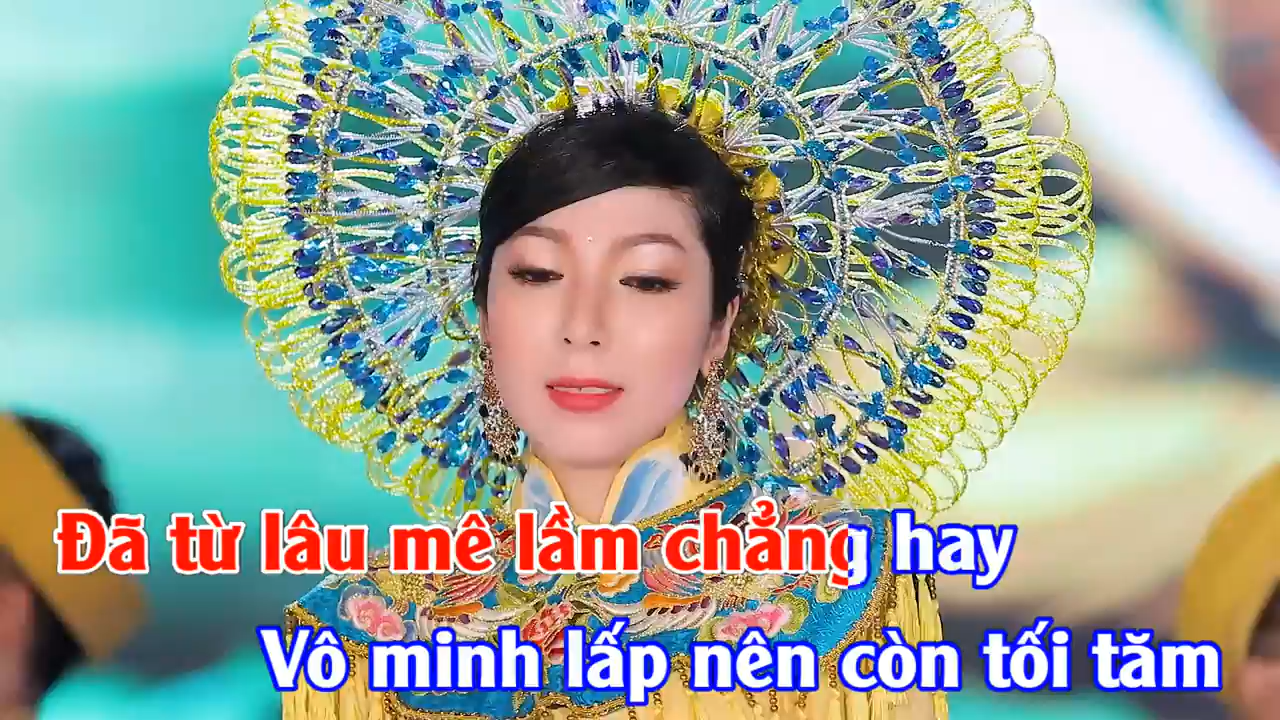 Đã từ lâu mê lầm chẳng hay
Vô minh lấp nên còn tối tăm